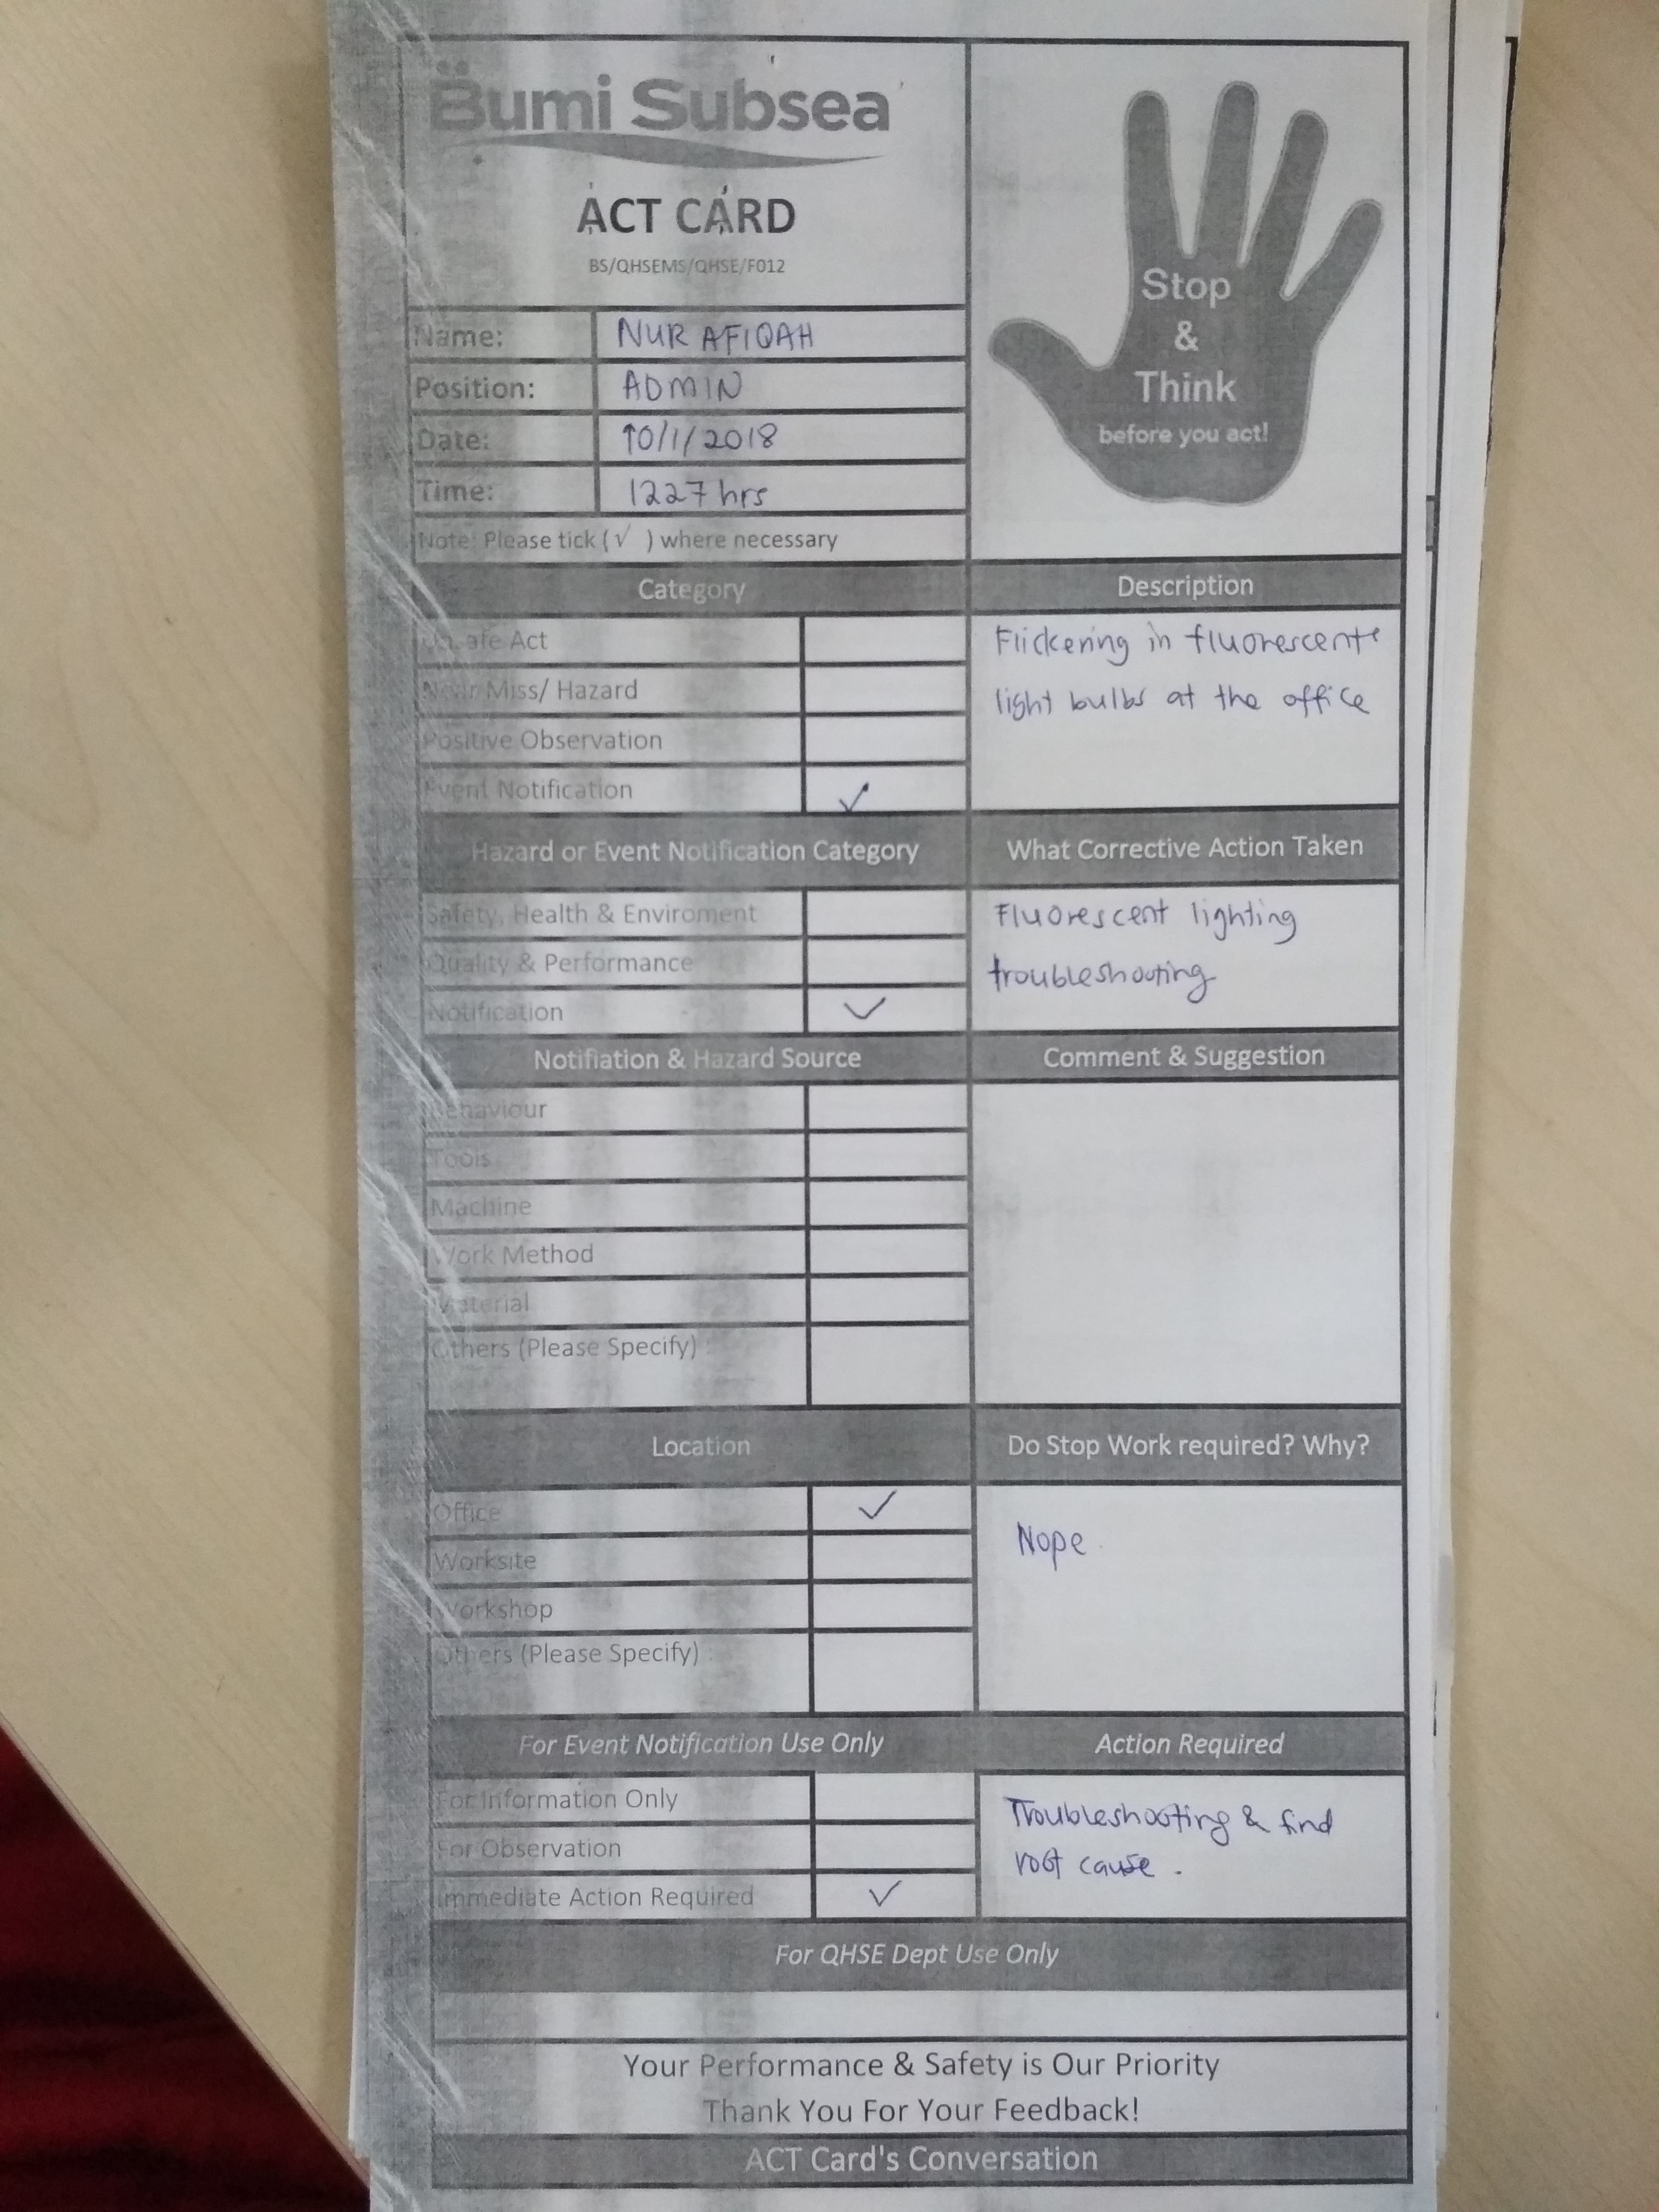 Bumi Subsea
ACT CARD
BS/QHSEMS/QHSE/F012
Stop
&
Think
before you act!
Name: NUR AFIQAH
Position: ADMIN
Date: 10/1/2018
Time: 1227 hrs
Note: Please tick (√ ) where necessary
Category
Description
Unsafe Act
Near Miss/ Hazard
Positive Observation
Event Notification ✓
Flickering in fluorescent
light bulbs at the office
Hazard or Event Notification Category
What Corrective Action Taken
Safety, Health & Enviroment
Quality & Performance
Notification ✓
Fluorescent lighting
troubleshooting
Notifiation & Hazard Source
Comment & Suggestion
Behaviour
Tools
Machine
Work Method
Material
Others (Please Specify) :
Location
Do Stop Work required? Why?
Office ✓
Worksite
Workshop
Others (Please Specify) :
Nope
For Event Notification Use Only
Action Required
For Information Only
For Observation
Immediate Action Required ✓
Troubleshooting & find
root cause .
For QHSE Dept Use Only
Your Performance & Safety is Our Priority
Thank You For Your Feedback!
ACT Card's Conversation